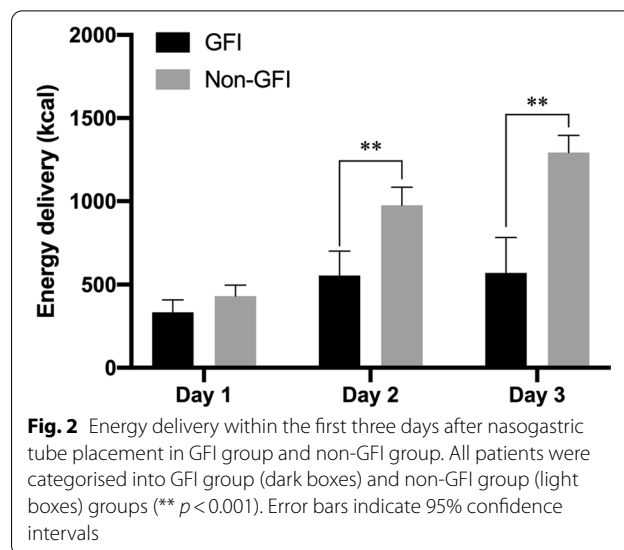 2000
1500
1000
500
0
Energy delivery (kcal)
GFI
Non-GFI
**
**
Day 1
Day 2
Day 3
Fig. 2 Energy delivery within the first three days after nasogastric
tube placement in GFI group and non-GFI group. All patients were
categorised into GFI group (dark boxes) and non-GFI group (light
boxes) groups (** p < 0.001). Error bars indicate 95% confidence
intervals